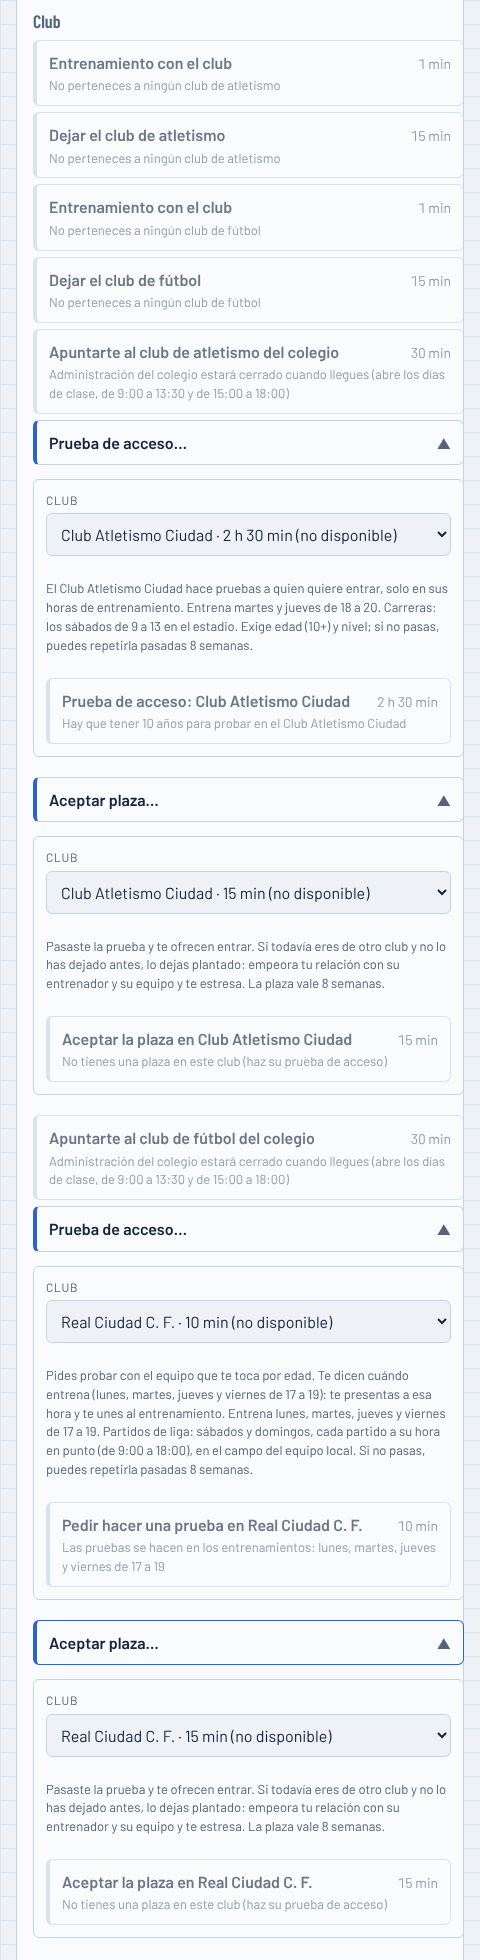 Club
Entrenamiento con el club 1 min
No perteneces a ningún club de atletismo
Dejar el club de atletismo 15 min
No perteneces a ningún club de atletismo
Entrenamiento con el club 1 min
No perteneces a ningún club de fútbol
Dejar el club de fútbol 15 min
No perteneces a ningún club de fútbol
Apuntarte al club de atletismo del colegio 30 min
Administración del colegio estará cerrado cuando llegues (abre los días
de clase, de 9:00 a 13:30 y de 15:00 a 18:00)
Prueba de acceso... ▲
CLUB
Club Atletismo Ciudad · 2 h 30 min (no disponible)
El Club Atletismo Ciudad hace pruebas a quien quiere entrar, solo en sus
horas de entrenamiento. Entrena martes y jueves de 18 a 20. Carreras:
los sábados de 9 a 13 en el estadio. Exige edad (10+) y nivel; si no pasas,
puedes repetirla pasadas 8 semanas.
Prueba de acceso: Club Atletismo Ciudad 2 h 30 min
Hay que tener 10 años para probar en el Club Atletismo Ciudad
Aceptar plaza... ▲
CLUB
Club Atletismo Ciudad · 15 min (no disponible)
Pasaste la prueba y te ofrecen entrar. Si todavía eres de otro club y no lo
has dejado antes, lo dejas plantado: empeora tu relación con su
entrenador y su equipo y te estresa. La plaza vale 8 semanas.
Aceptar la plaza en Club Atletismo Ciudad 15 min
No tienes una plaza en este club (haz su prueba de acceso)
Apuntarte al club de fútbol del colegio 30 min
Administración del colegio estará cerrado cuando llegues (abre los días
de clase, de 9:00 a 13:30 y de 15:00 a 18:00)
Prueba de acceso... ▲
CLUB
Real Ciudad C. F. · 10 min (no disponible)
Pides probar con el equipo que te toca por edad. Te dicen cuándo
entrena (lunes, martes, jueves y viernes de 17 a 19): te presentas a esa
hora y te unes al entrenamiento. Entrena lunes, martes, jueves y viernes
de 17 a 19. Partidos de liga: sábados y domingos, cada partido a su hora
en punto (de 9:00 a 18:00), en el campo del equipo local. Si no pasas,
puedes repetirla pasadas 8 semanas.
Pedir hacer una prueba en Real Ciudad C. F. 10 min
Las pruebas se hacen en los entrenamientos: lunes, martes, jueves
y viernes de 17 a 19
Aceptar plaza... ▲
CLUB
Real Ciudad C. F. · 15 min (no disponible)
Pasaste la prueba y te ofrecen entrar. Si todavía eres de otro club y no lo
has dejado antes, lo dejas plantado: empeora tu relación con su
entrenador y su equipo y te estresa. La plaza vale 8 semanas.
Aceptar la plaza en Real Ciudad C. F. 15 min
No tienes una plaza en este club (haz su prueba de acceso)